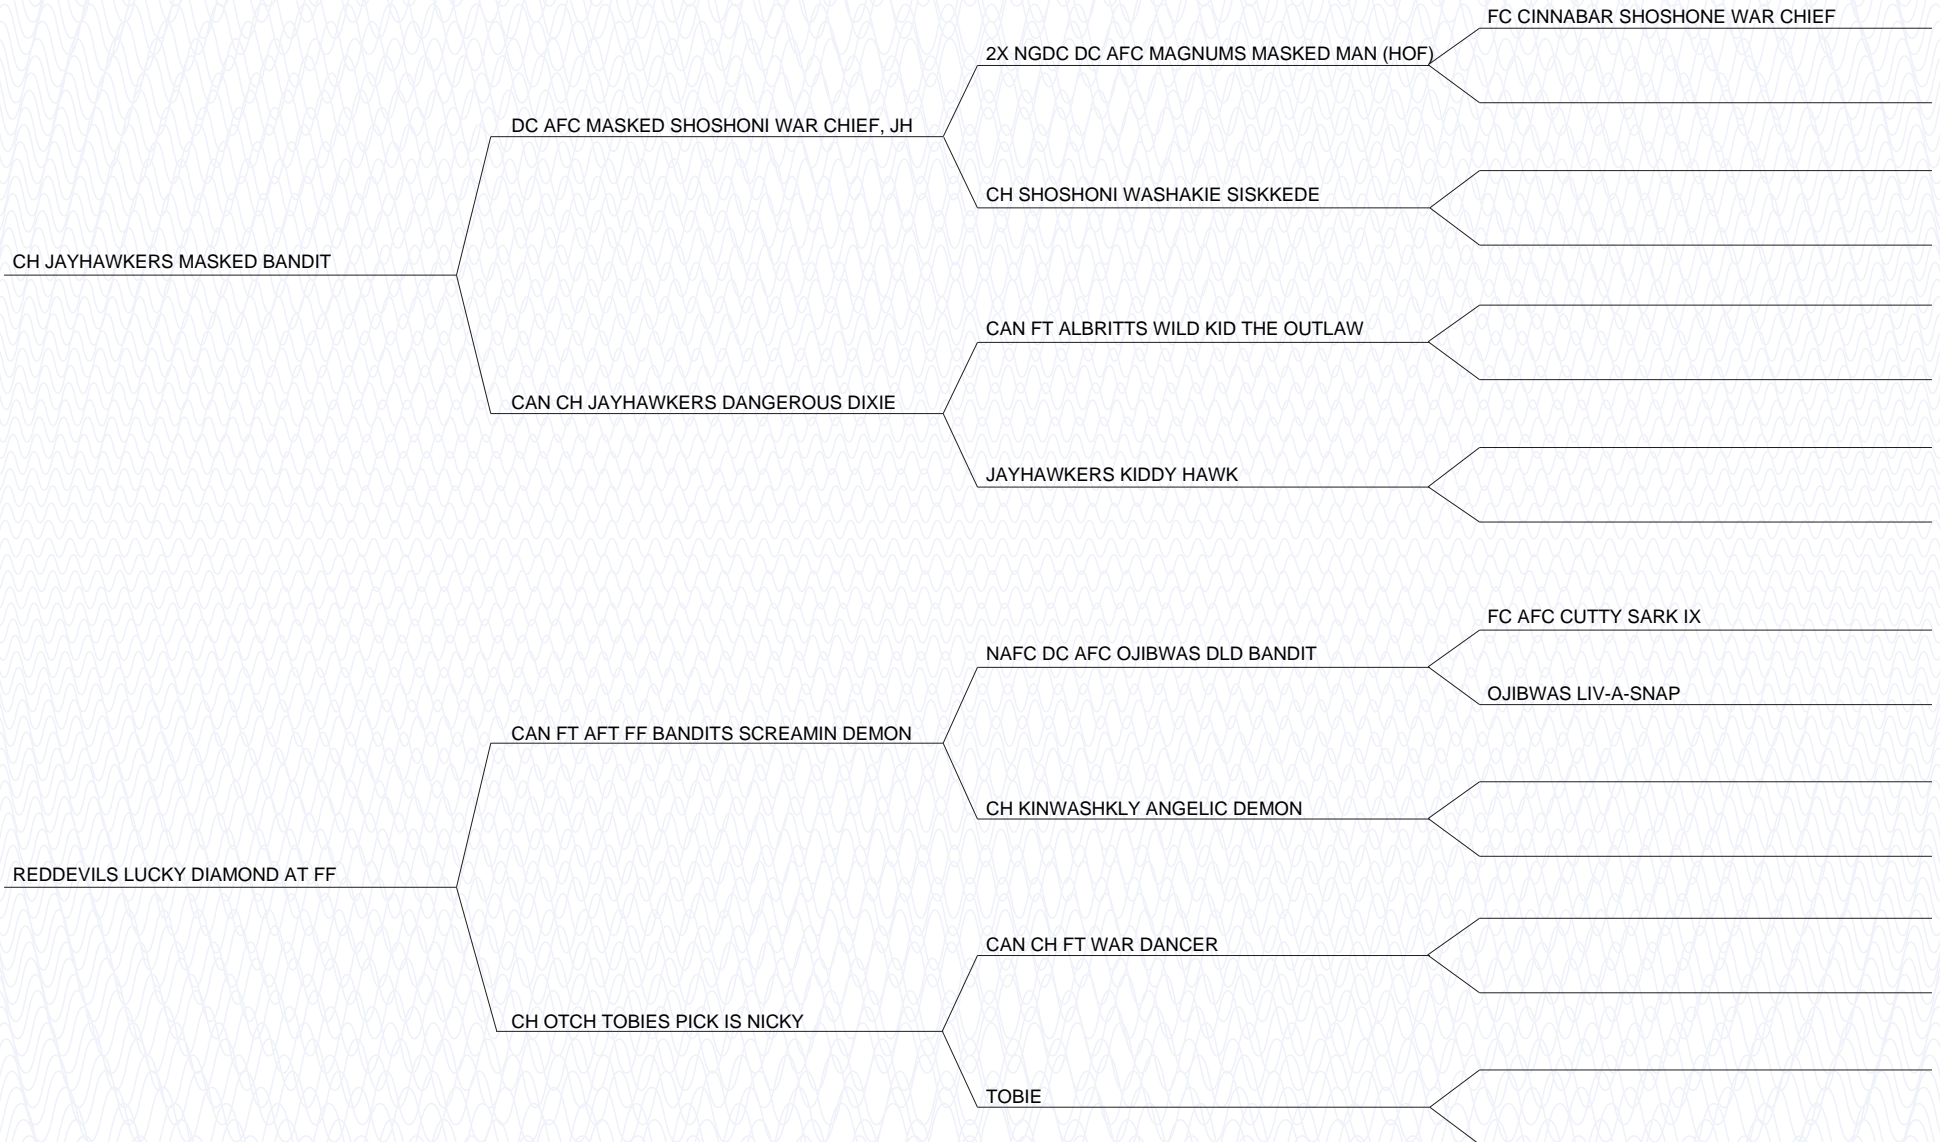 FC CINNABAR SHOSHONE WAR CHIEF
2X NGDC DC AFC MAGNUMS MASKED MAN (HOF)
DC AFC MASKED SHOSHONI WAR CHIEF, JH
CH SHOSHONI WASHAKIE SISKKEDE
CH JAYHAWKERS MASKED BANDIT
CAN FT ALBRITTS WILD KID THE OUTLAW
CAN CH JAYHAWKERS DANGEROUS DIXIE
JAYHAWKERS KIDDY HAWK
FC AFC CUTTY SARK IX
NAFC DC AFC OJIBWAS DLD BANDIT
OJIBWAS LIV-A-SNAP
CAN FT AFT FF BANDITS SCREAMIN DEMON
CH KINWASHKLY ANGELIC DEMON
REDDEVILS LUCKY DIAMOND AT FF
CAN CH FT WAR DANCER
CH OTCH TOBIES PICK IS NICKY
TOBIE